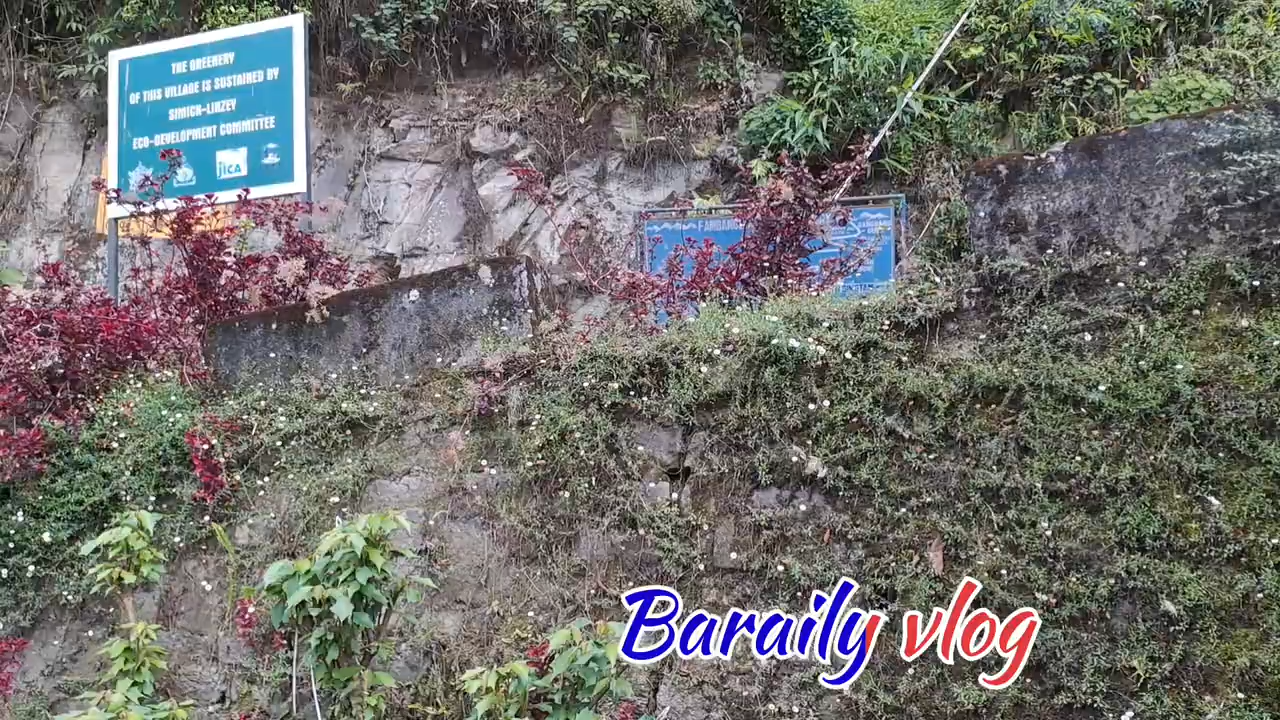 THE GREENERY
OF THIS VILLAGE IS SUSTAINED BY
SIMICK-LINZEY
ECO-DEVELOPMENT COMMITTEE
JICA
Baraily vlog